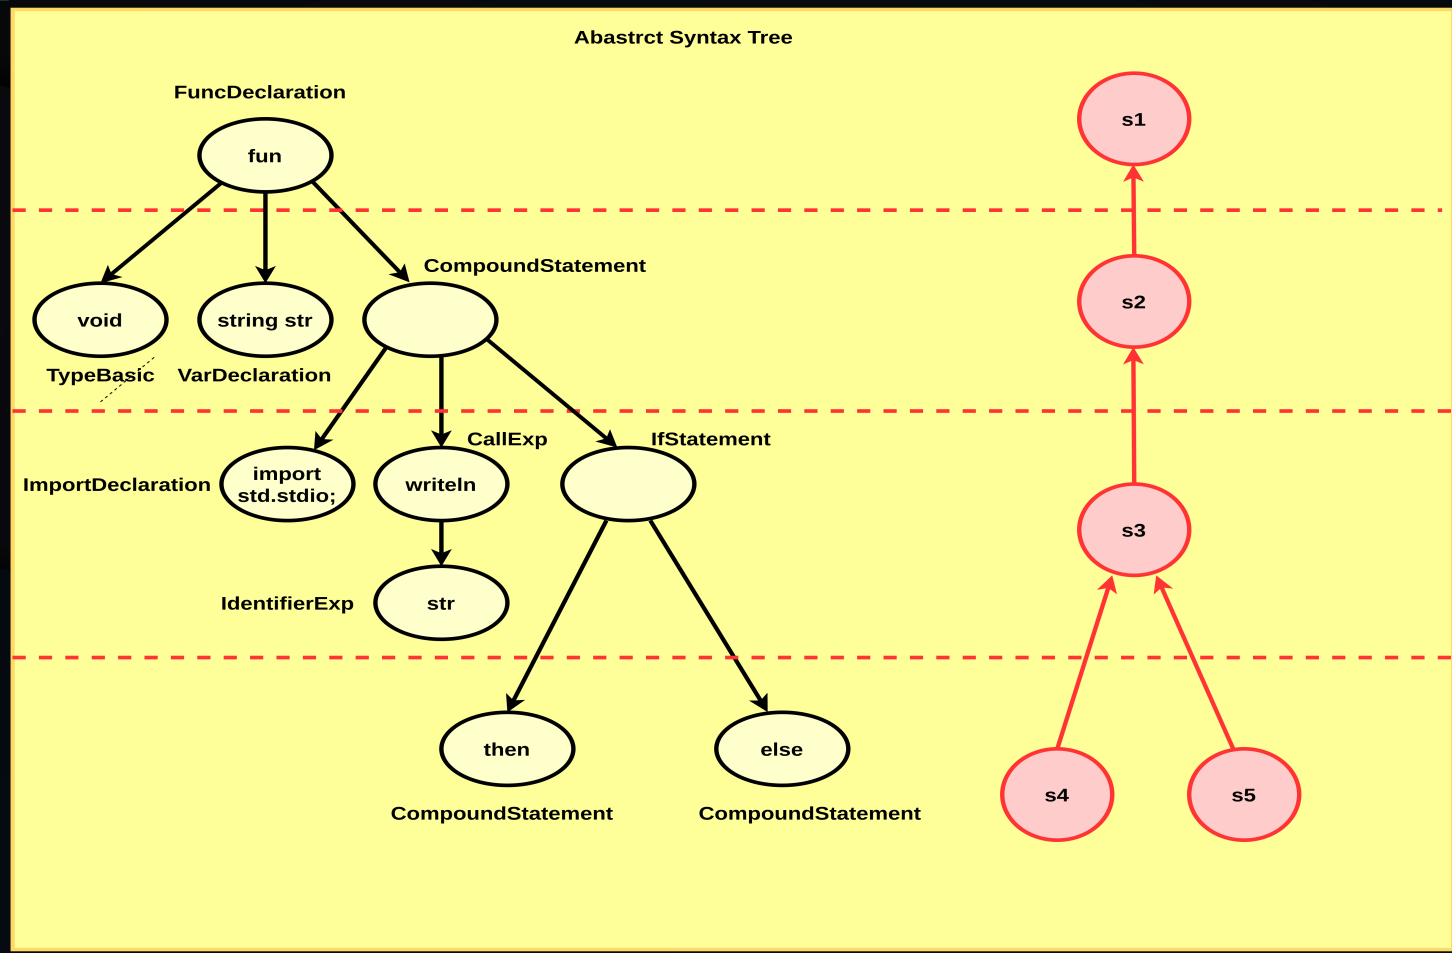 Abastrct Syntax Tree
FuncDeclaration
fun
s1
CompoundStatement
void
string str
s2
TypeBasic
VarDeclaration
CallExp
IfStatement
ImportDeclaration
import
std.stdio;
writeln
s3
IdentifierExp
str
then
else
s4
s5
CompoundStatement
CompoundStatement